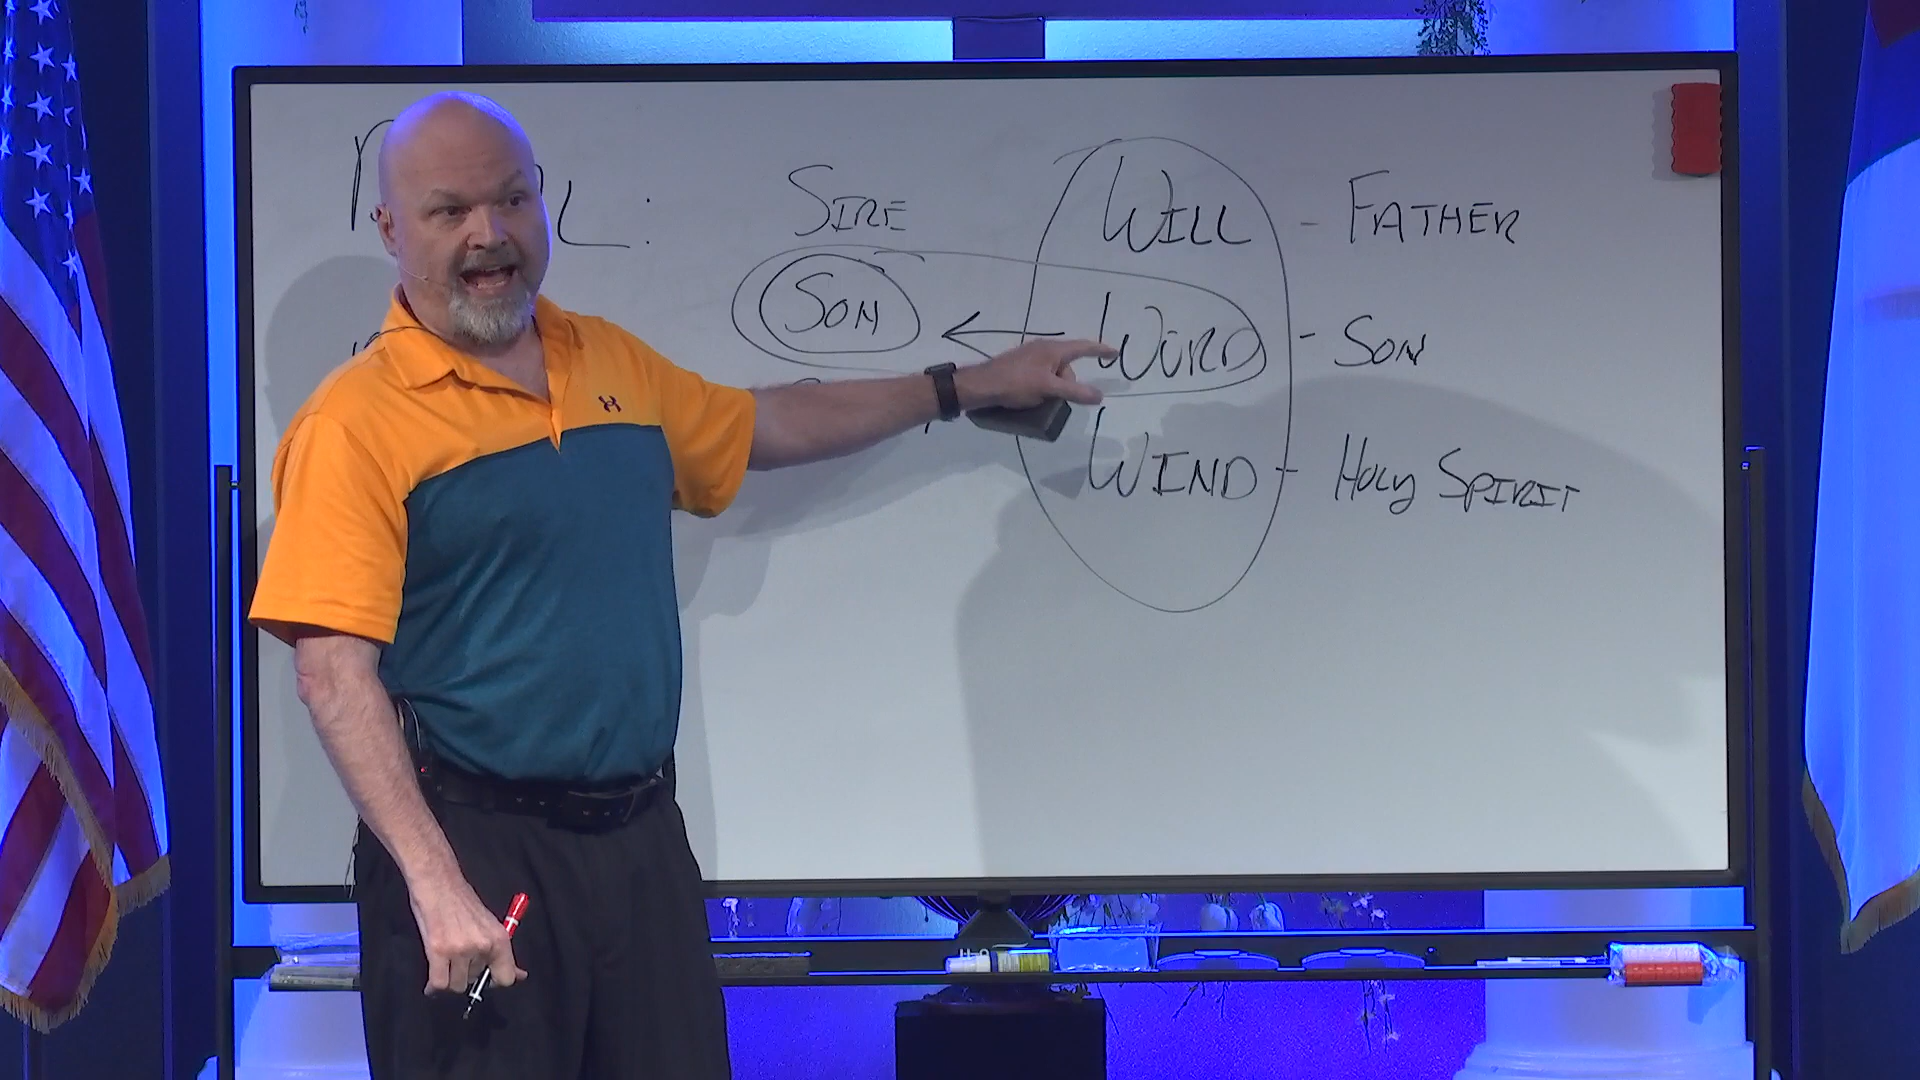 L: SIRE WILL - FATHER
SON WORD - SON
WIND - HOLY SPIRIT